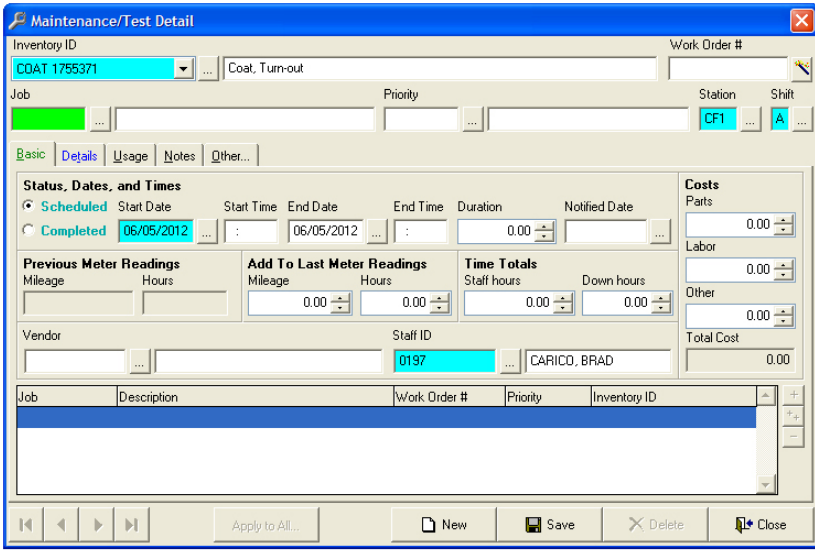 Maintenance/Test Detail
Inventory ID Work Order #
COAT 1755371 ... Coat, Turn-out
Job Priority Station Shift
... ... CF1 ... A ...
Basic Details Usage Notes Other...
Status, Dates, and Times Costs
Scheduled Start Date Start Time End Date End Time Duration Notified Date Parts
Completed 06/05/2012 ... : 06/05/2012 ... : 0.00 ... 0.00
Labor
Previous Meter Readings Add To Last Meter Readings Time Totals 0.00
Mileage Hours Mileage Hours Staff hours Down hours Other
0.00 0.00 0.00 0.00 0.00
Vendor Staff ID Total Cost
... 0197 ... CARICO, BRAD 0.00
Job Description Work Order # Priority Inventory ID
Apply to All... New Save Delete Close